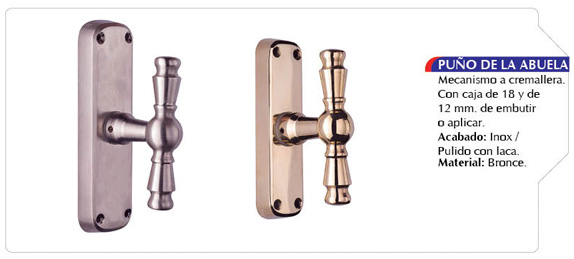 PUÑO DE LA ABUELA
Mecanismo a cremallera.
Con caja de 18 y de
12 mm. de embutir
o aplicar.
Acabado: Inox /
Pulido con laca.
Material: Bronce.